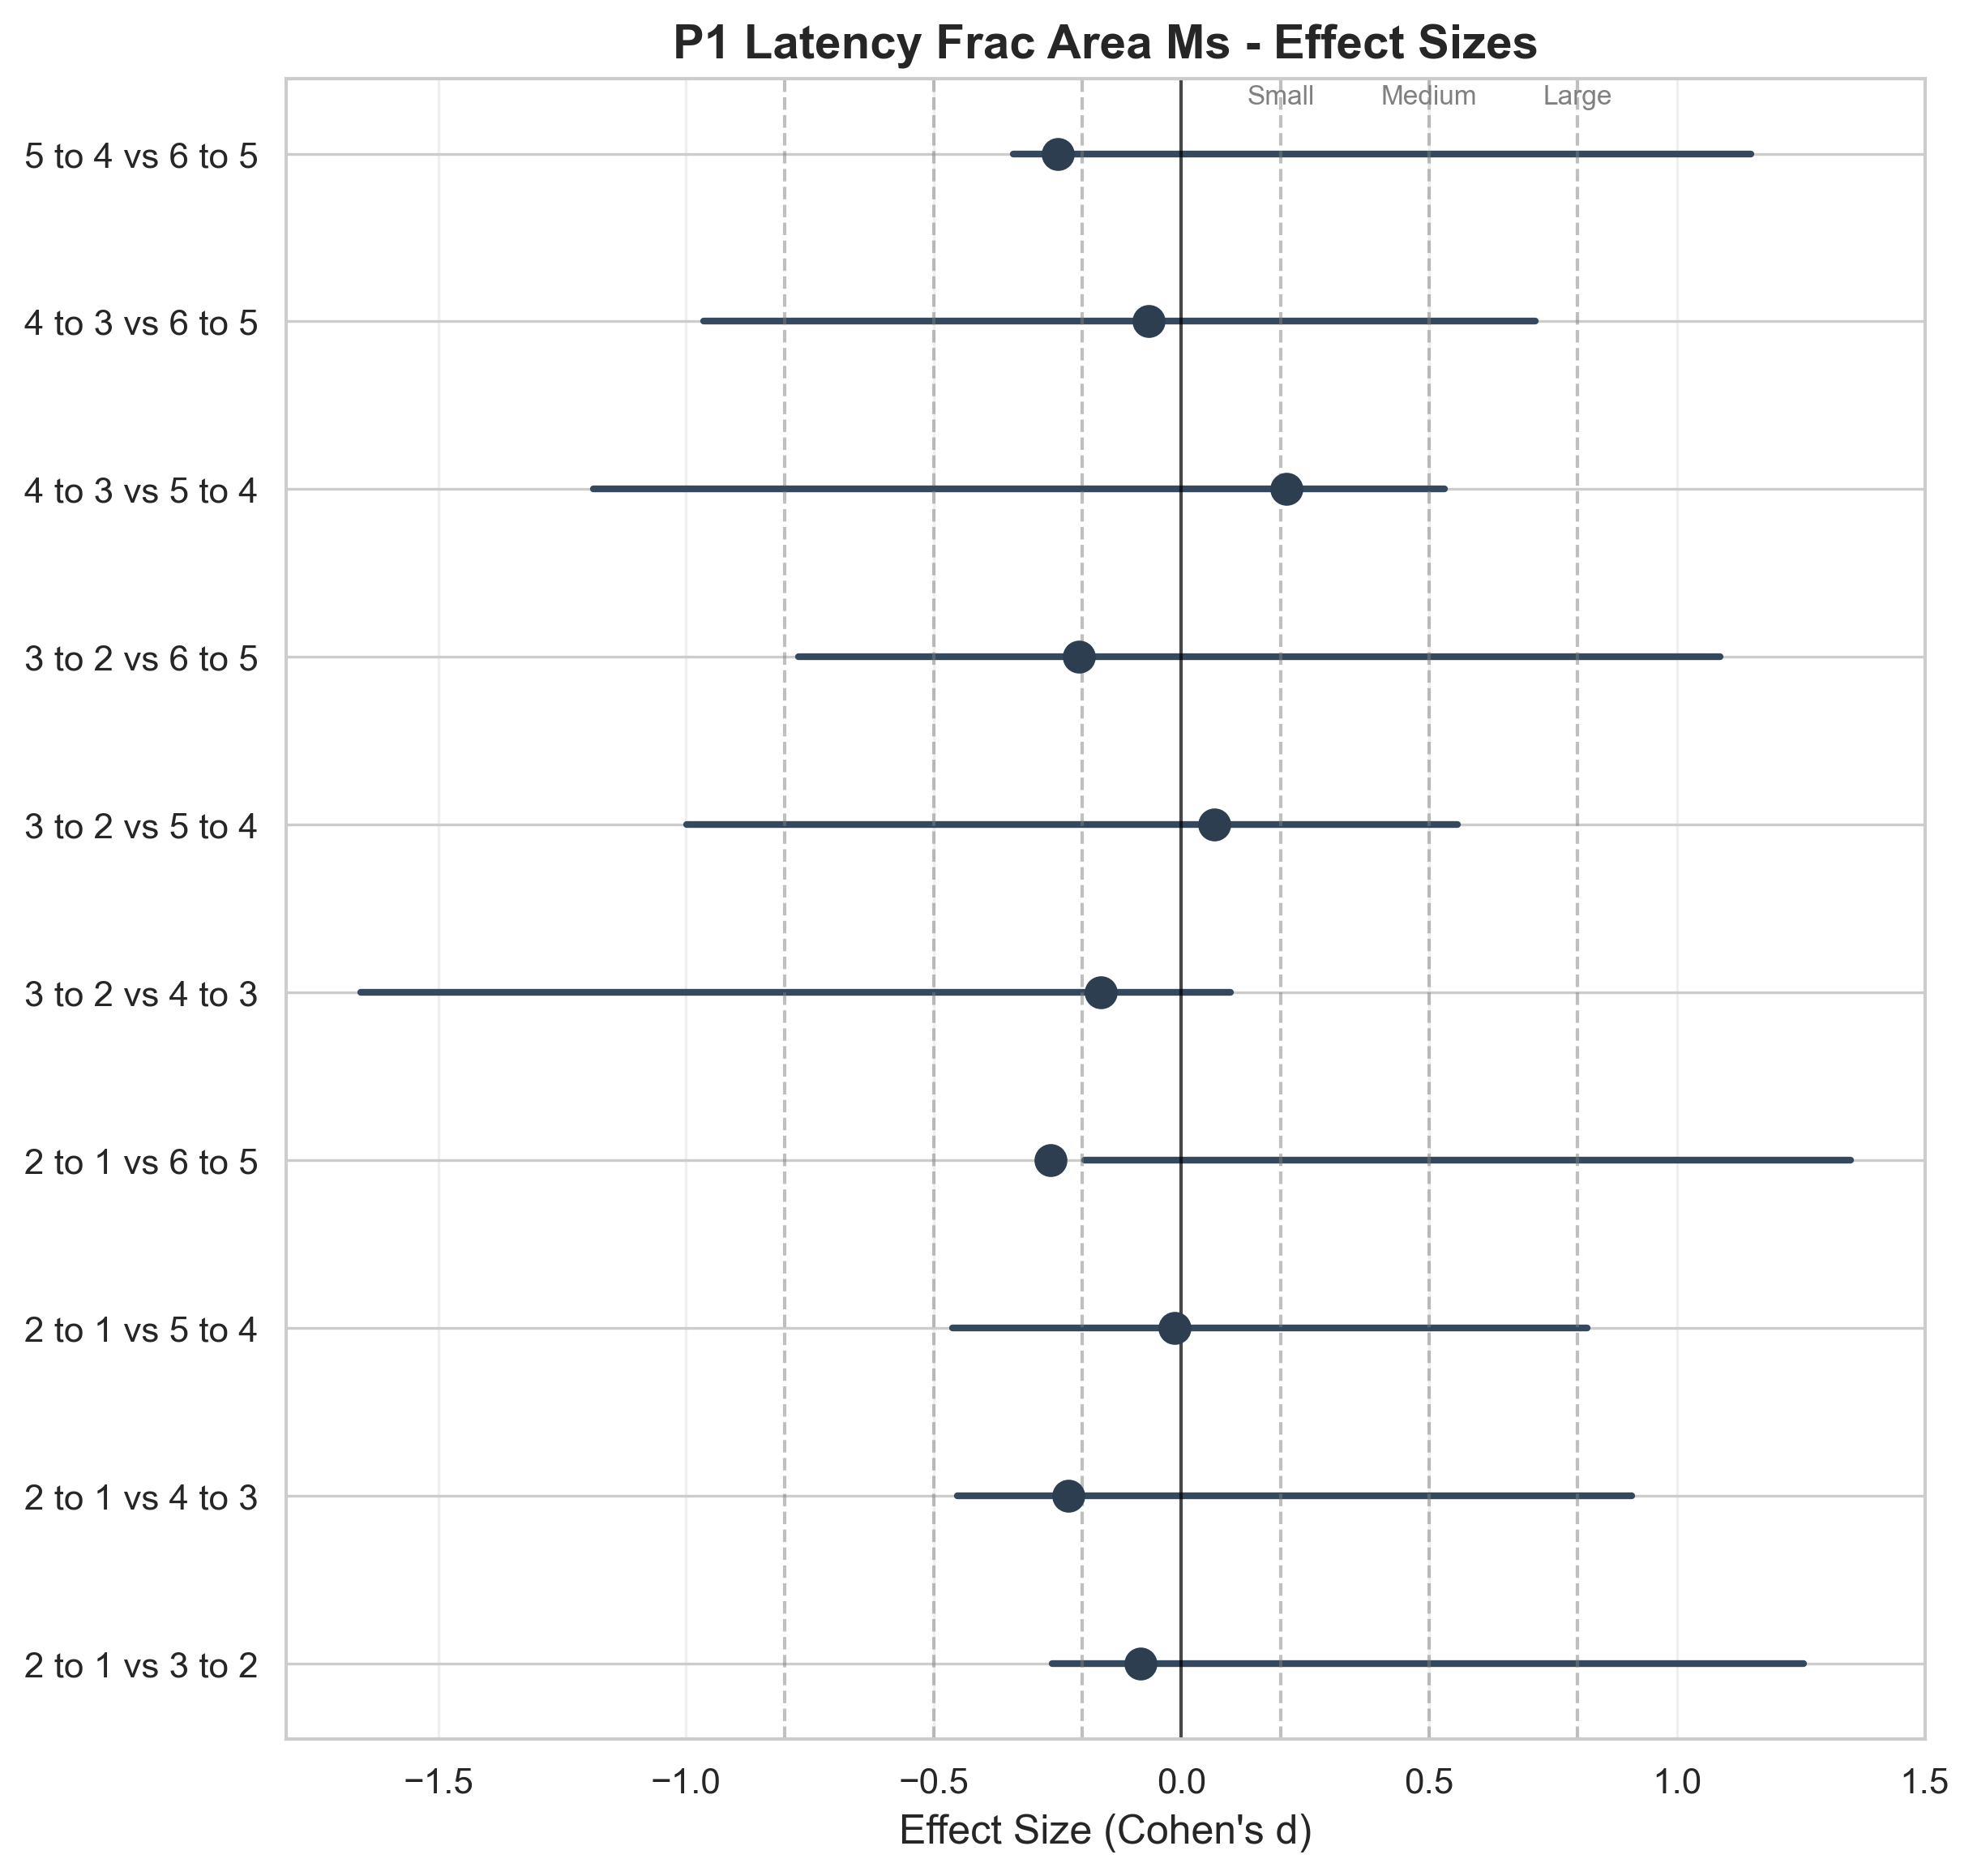 P1 Latency Frac Area Ms - Effect Sizes
Small Medium Large
5 to 4 vs 6 to 5
4 to 3 vs 6 to 5
4 to 3 vs 5 to 4
3 to 2 vs 6 to 5
3 to 2 vs 5 to 4
3 to 2 vs 4 to 3
2 to 1 vs 6 to 5
2 to 1 vs 5 to 4
2 to 1 vs 4 to 3
2 to 1 vs 3 to 2
−1.5 −1.0 −0.5 0.0 0.5 1.0 1.5
Effect Size (Cohen's d)